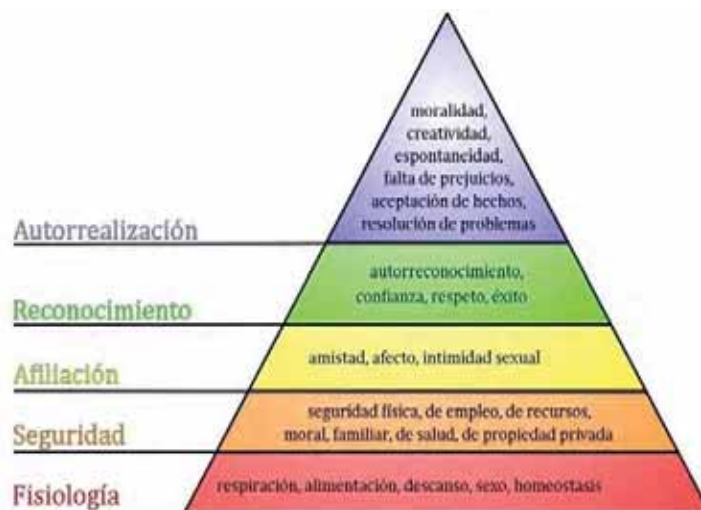 moralidad,
creatividad,
espontaneidad,
falta de prejuicios,
aceptación de hechos,
resolución de problemas
Autorrealización
autorreconocimiento,
confianza, respeto, éxito
Reconocimiento
amistad, afecto, intimidad sexual
Afiliación
seguridad física, de empleo, de recursos,
moral, familiar, de salud, de propiedad privada
Seguridad
respiración, alimentación, descanso, sexo, homeostasis
Fisiología